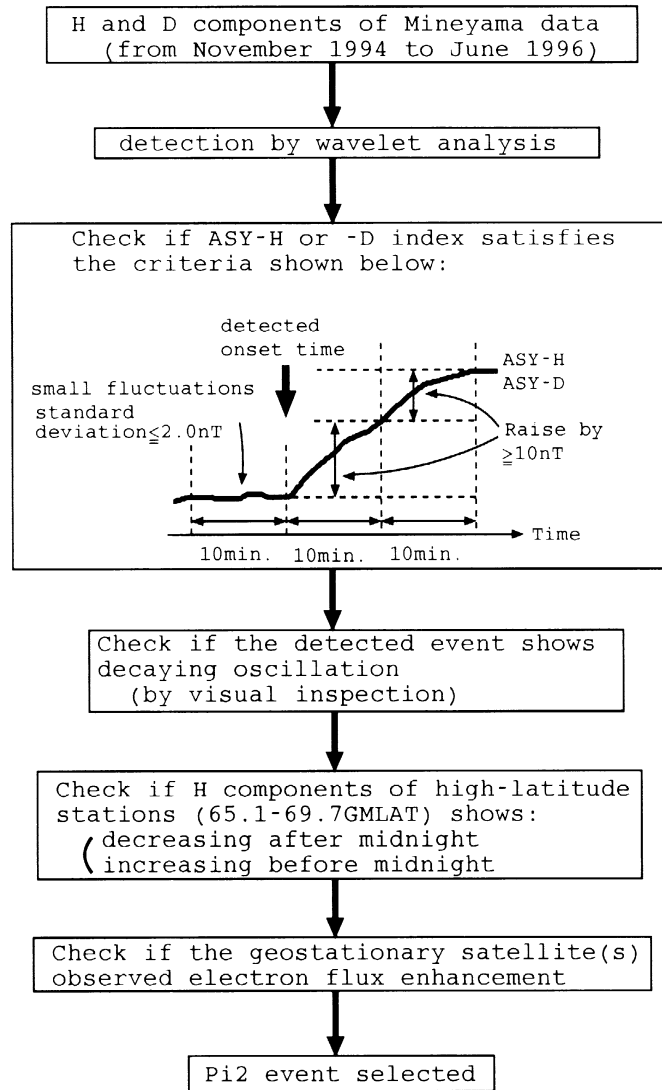 H and D components of Mineyama data
(from November 1994 to June 1996)
detection by wavelet analysis
Check if ASY-H or -D index satisfies
the criteria shown below:
detected
onset time
small fluctuations
standard
deviation≦2.0nT
ASY-H
ASY-D
Raise by
≧10nT
Time
10min. 10min. 10min.
Check if the detected event shows
decaying oscillation
(by visual inspection)
Check if H components of high-latitude
stations (65.1-69.7GMLAT) shows:
( decreasing after midnight
increasing before midnight
Check if the geostationary satellite(s)
observed electron flux enhancement
Pi2 event selected